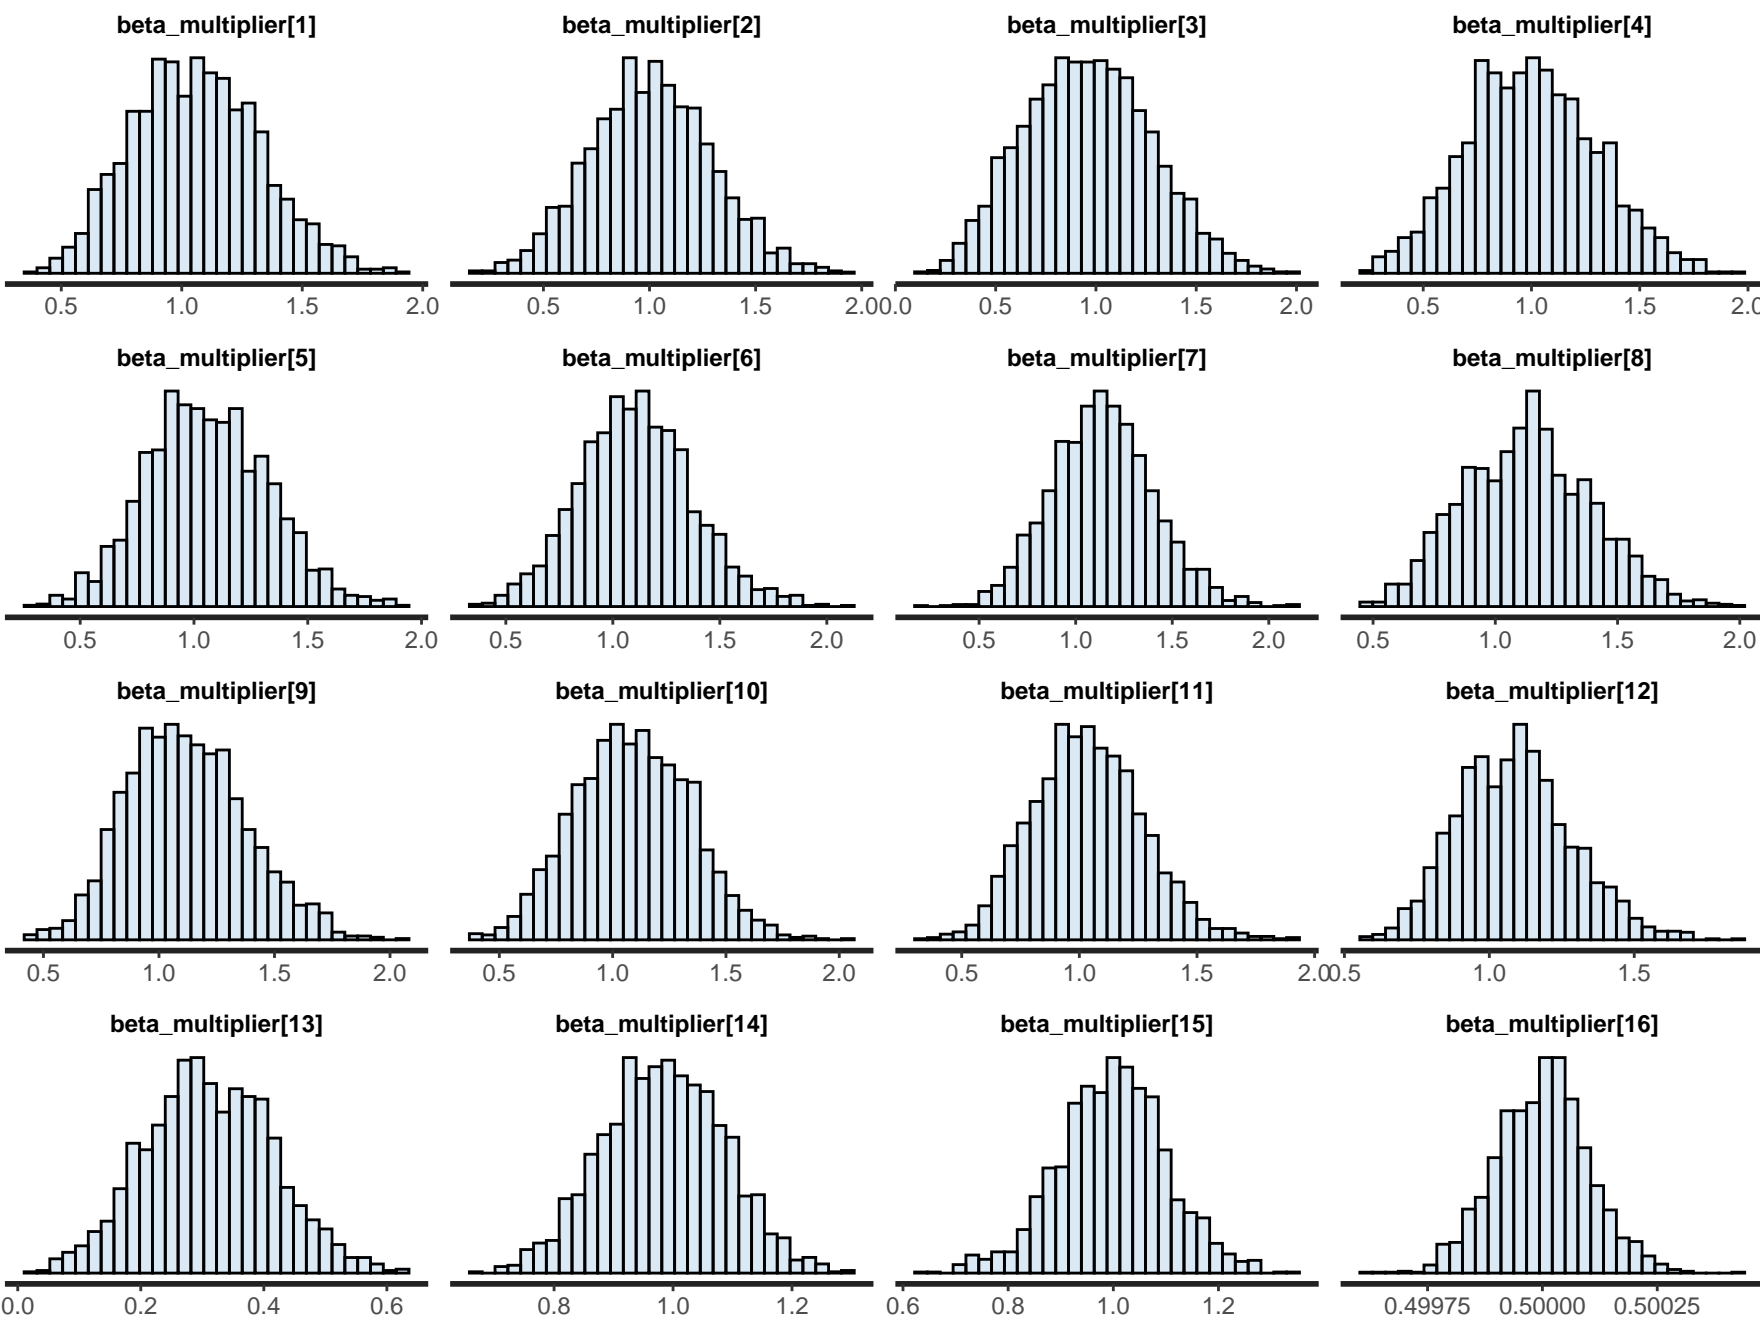 beta_multiplier[1] beta_multiplier[2] beta_multiplier[3] beta_multiplier[4]
0.5 1.0 1.5 2.0 0.5 1.0 1.5 2.0 0.0 0.5 1.0 1.5 2.0 0.5 1.0 1.5 2.0
beta_multiplier[5] beta_multiplier[6] beta_multiplier[7] beta_multiplier[8]
0.5 1.0 1.5 2.0 0.5 1.0 1.5 2.0 0.5 1.0 1.5 2.0 0.5 1.0 1.5 2.0
beta_multiplier[9] beta_multiplier[10] beta_multiplier[11] beta_multiplier[12]
0.5 1.0 1.5 2.0 0.5 1.0 1.5 2.0 0.5 1.0 1.5 2.0 0.5 1.0 1.5
beta_multiplier[13] beta_multiplier[14] beta_multiplier[15] beta_multiplier[16]
0.0 0.2 0.4 0.6 0.8 1.0 1.2 0.6 0.8 1.0 1.2 0.49975 0.50000 0.50025